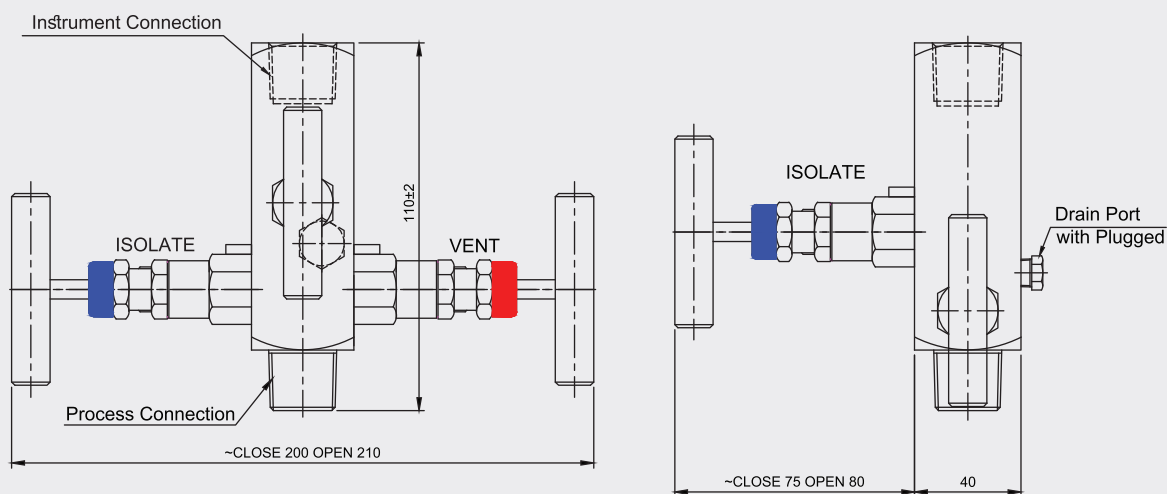 Instrument Connection
110±2
ISOLATE
VENT
Process Connection
~CLOSE 200 OPEN 210
ISOLATE
Drain Port
with Plugged
~CLOSE 75 OPEN 80
40